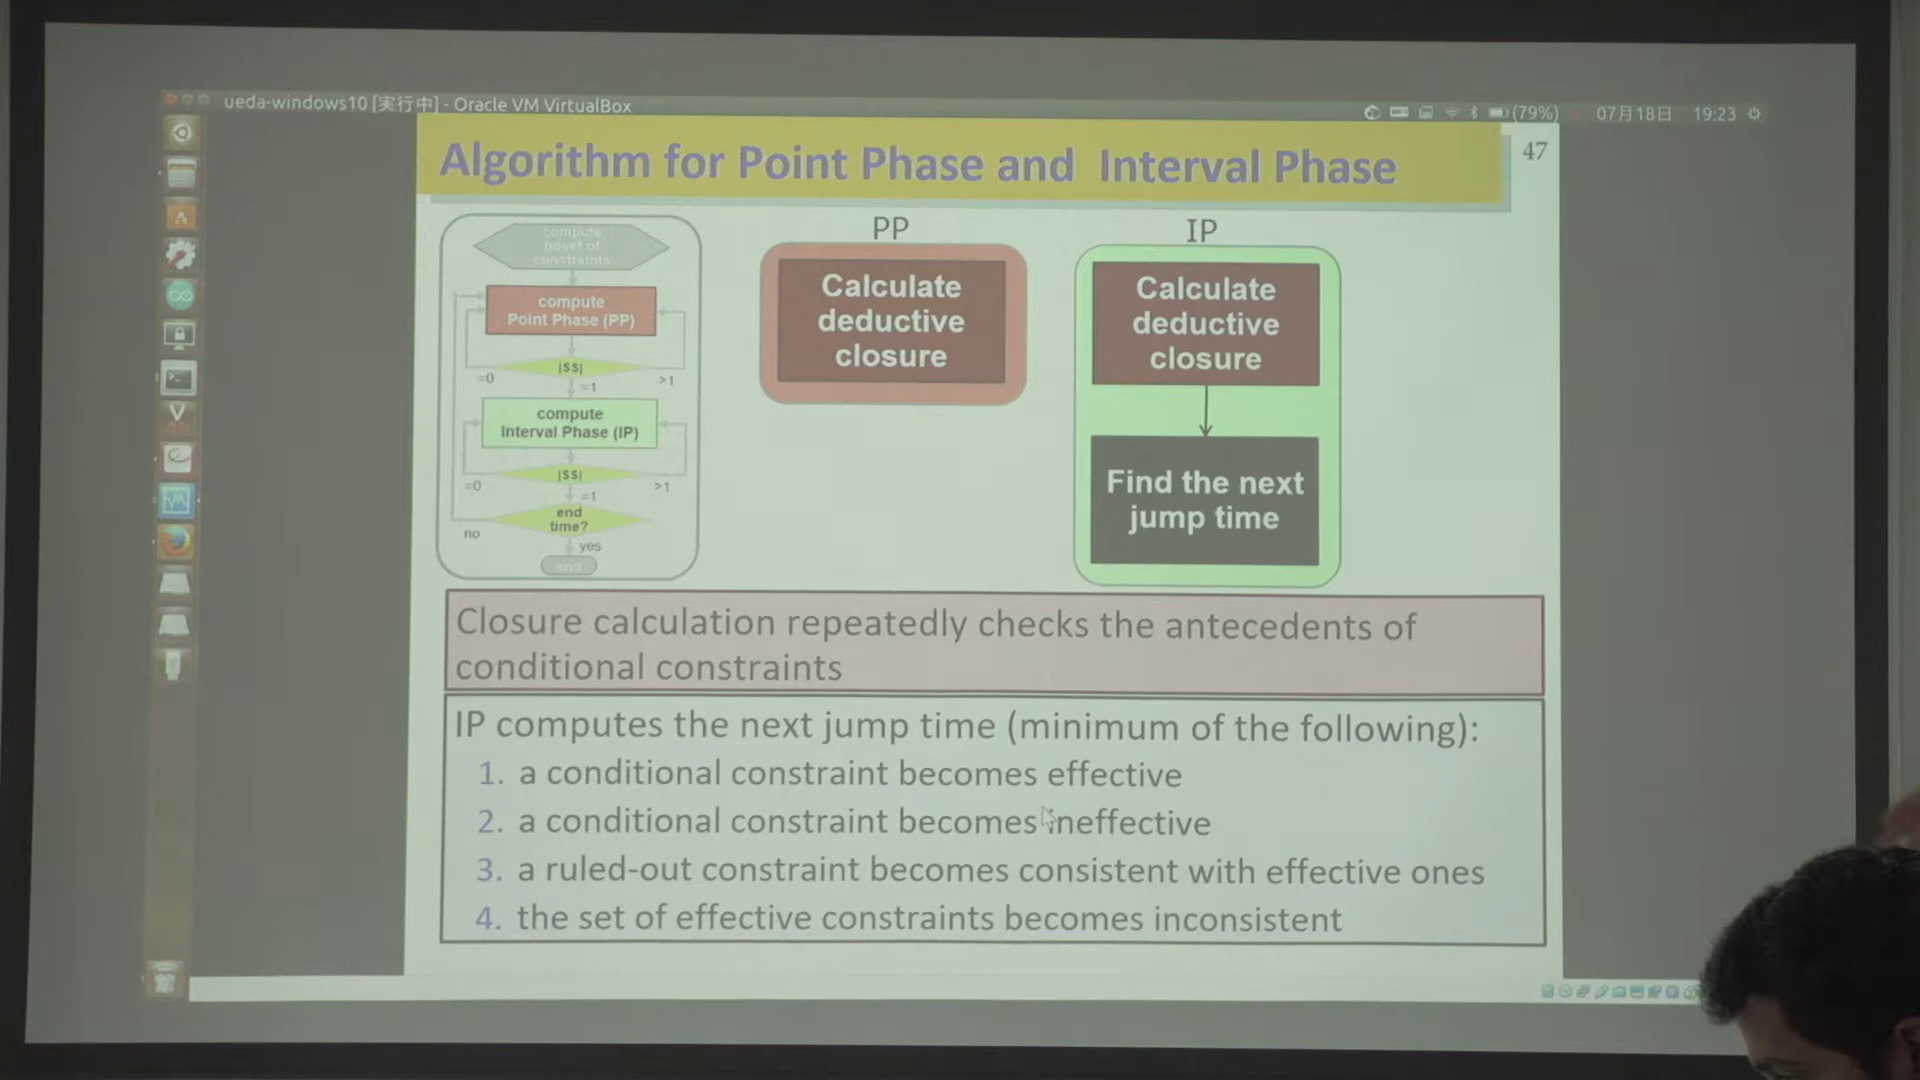 ueda-windows10 [実行中] - Oracle VM VirtualBox
(79%) 07月18日 19:23
Algorithm for Point Phase and Interval Phase
47
compute
poset of
constraints
compute
Point Phase (PP)
|SS|
=0
=1
>1
compute
Interval Phase (IP)
|SS|
=0
=1
>1
end
time?
no
yes
end
PP
Calculate
deductive
closure
IP
Calculate
deductive
closure
Find the next
jump time
Closure calculation repeatedly checks the antecedents of
conditional constraints
IP computes the next jump time (minimum of the following):
1. a conditional constraint becomes effective
2. a conditional constraint becomes ineffective
3. a ruled-out constraint becomes consistent with effective ones
4. the set of effective constraints becomes inconsistent